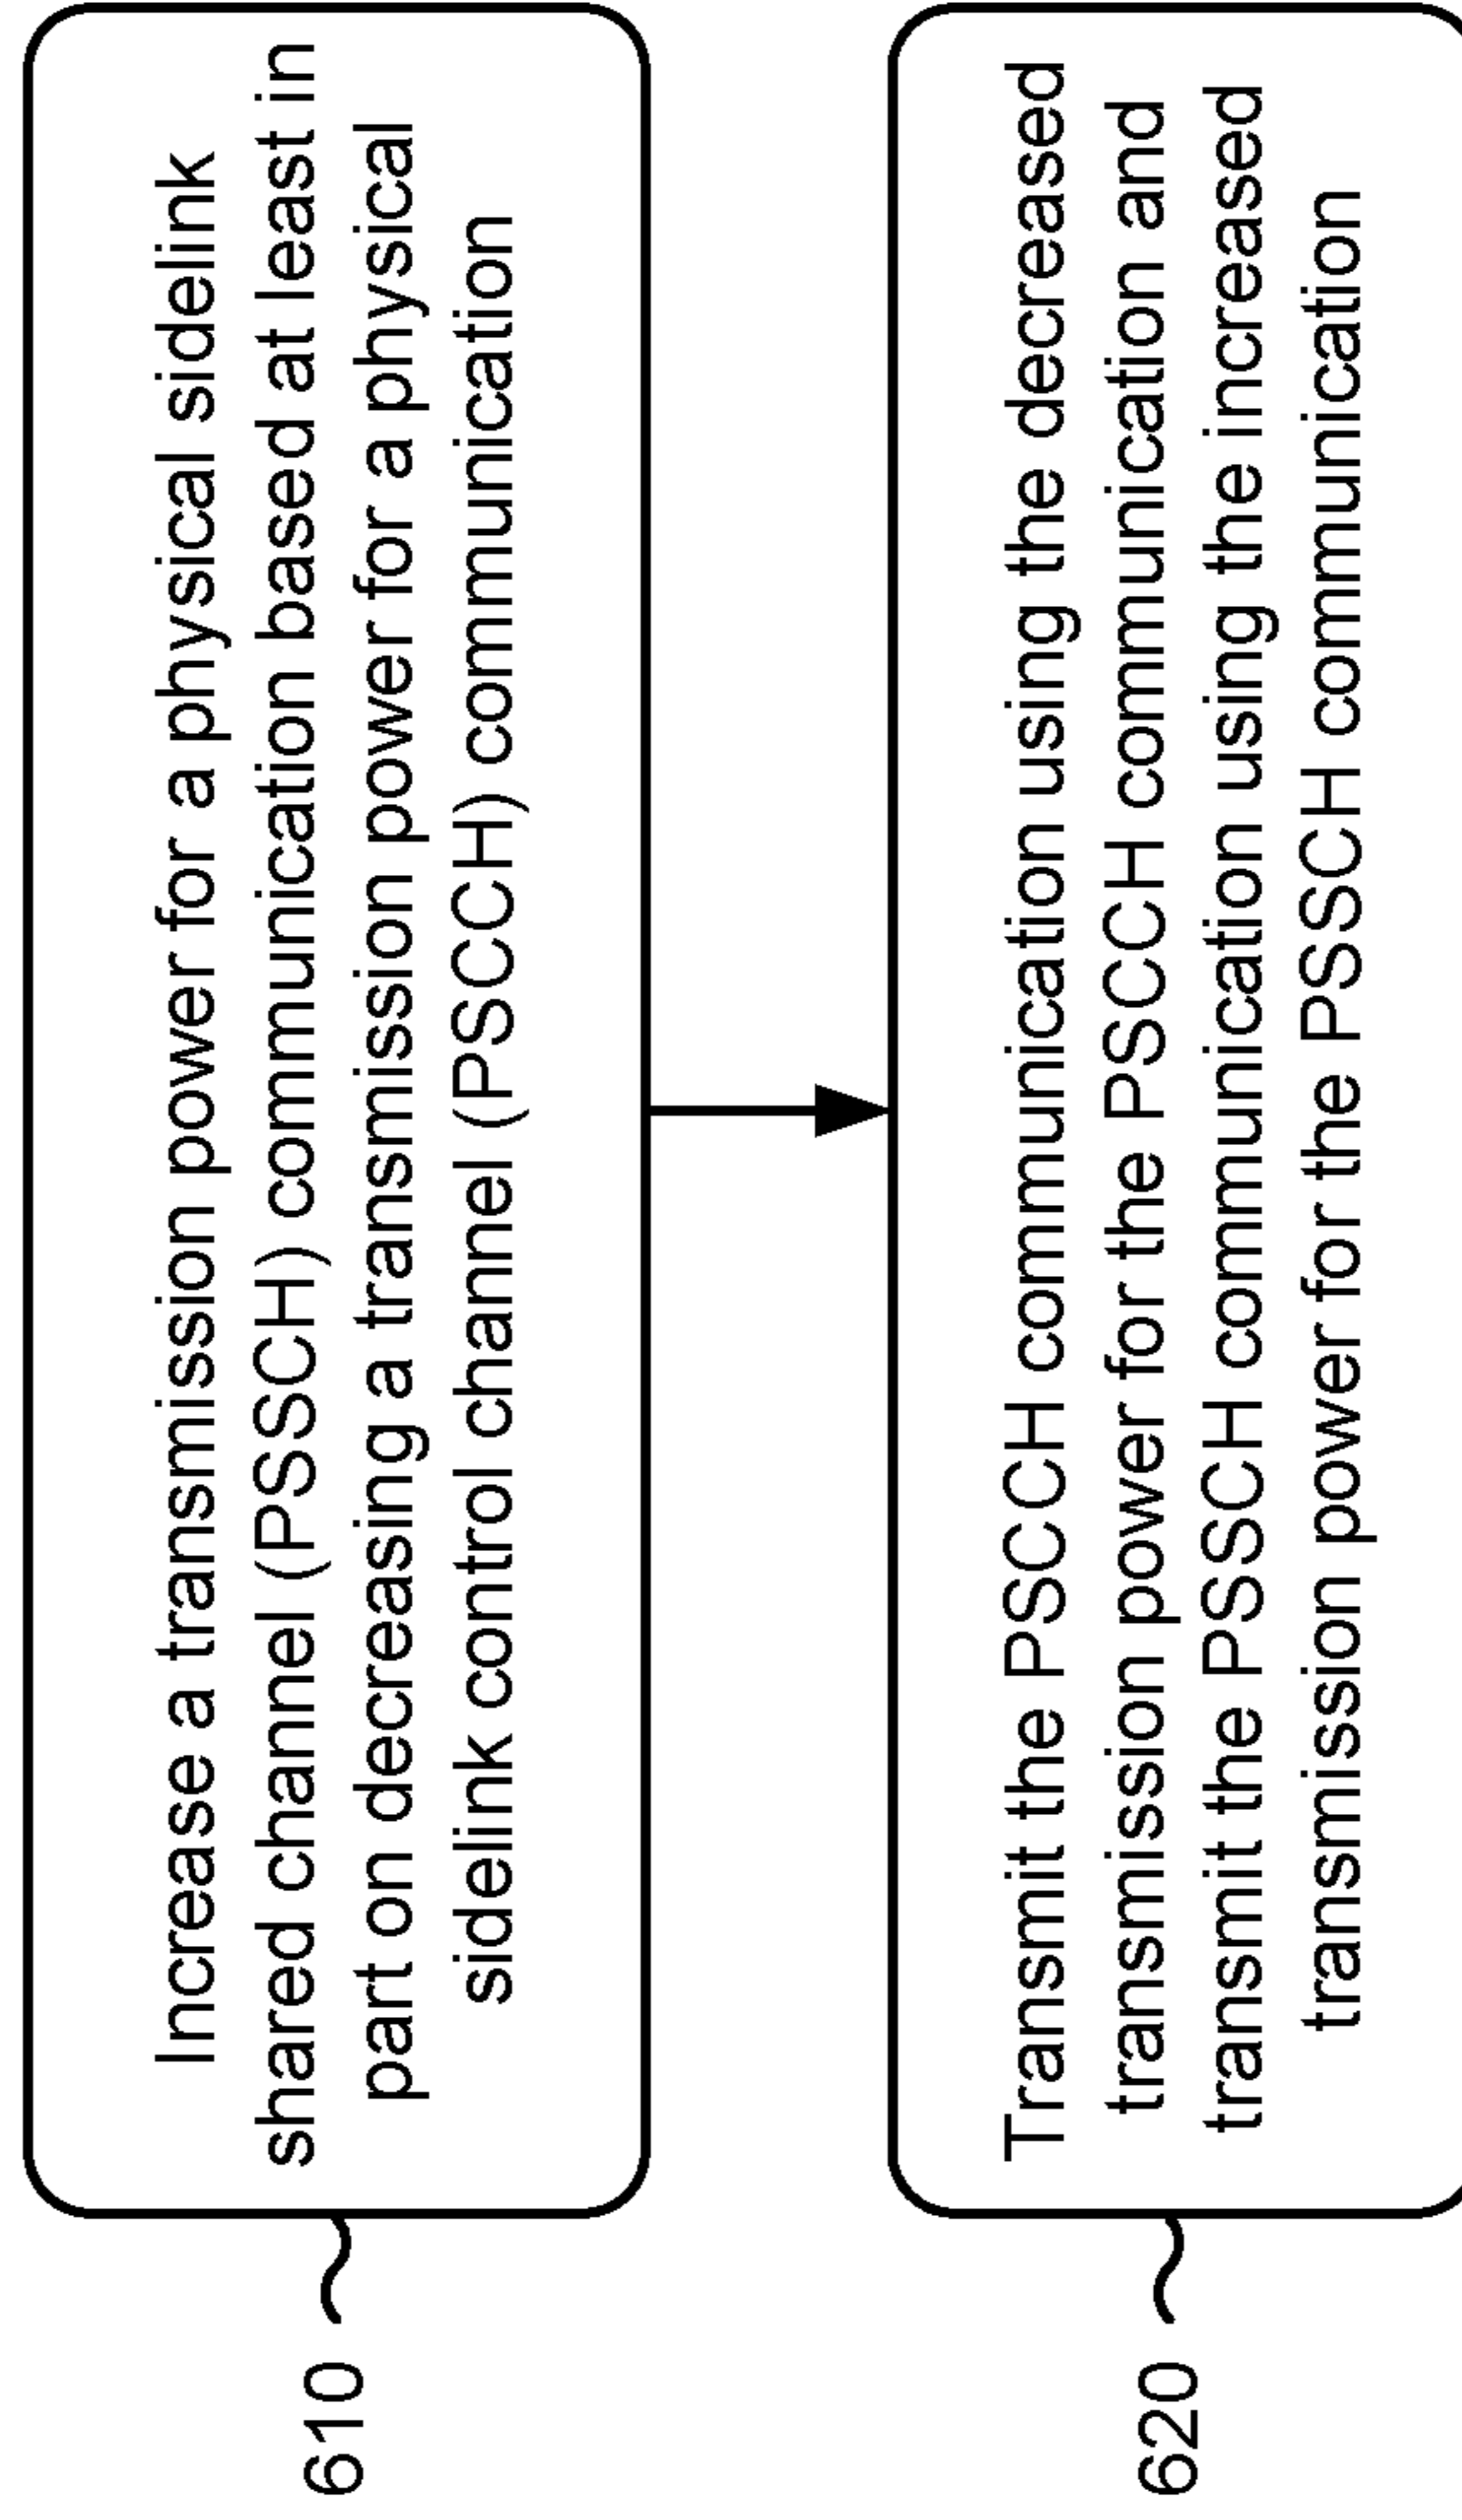 610
Increase a transmission power for a physical sidelink
shared channel (PSSCH) communication based at least in
part on decreasing a transmission power for a physical
sidelink control channel (PSCCH) communication
620
Transmit the PSCCH communication using the decreased
transmission power for the PSCCH communication and
transmit the PSSCH communication using the increased
transmission power for the PSSCH communication